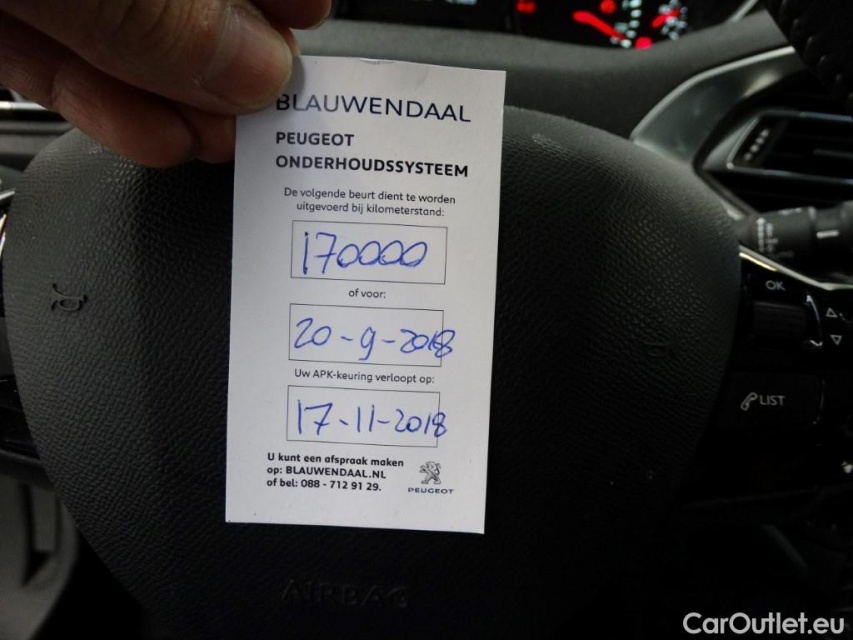 BLAUWENDAAL
PEUGEOT
ONDERHOUDSSYSTEEM
De volgende beurt dient te worden
uitgevoerd bij kilometerstand:
170000
of voor:
20-9-2018
Uw APK-keuring verloopt op:
17-11-2018
U kunt een afspraak maken
op: BLAUWENDAAL.NL
of bel: 088 - 712 91 29.
PEUGEOT
OK
LIST
AIRBAG
CarOutlet.eu